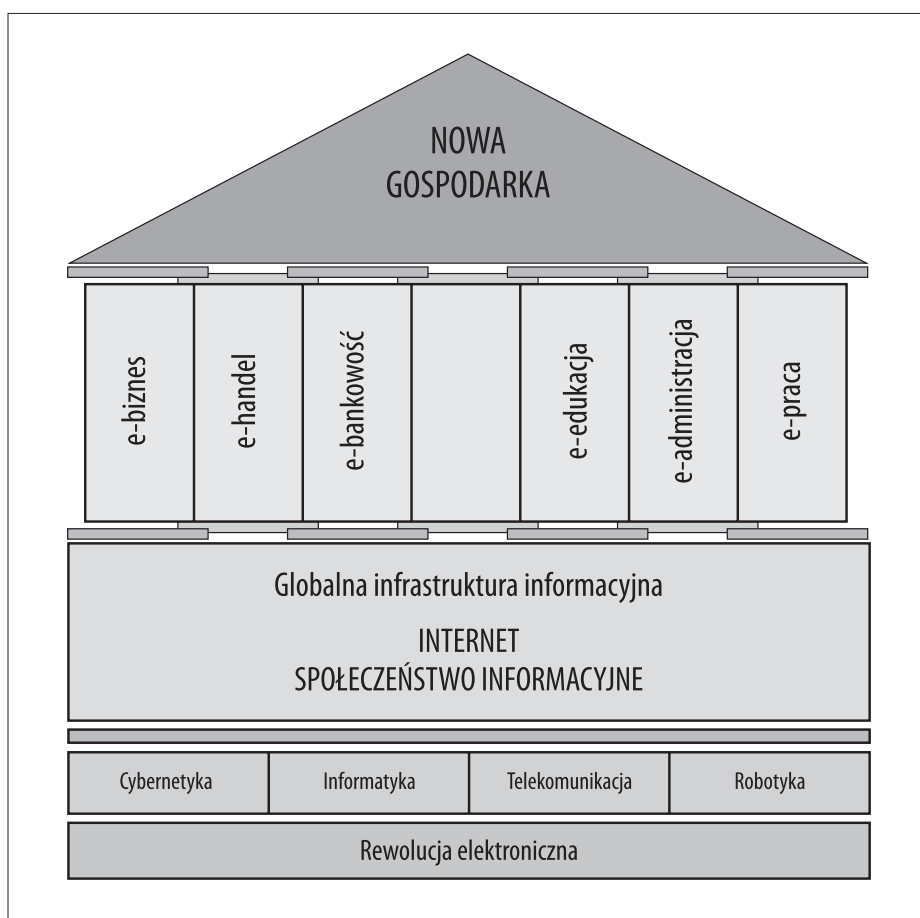 NOWA
GOSPODARKA
e-biznes
e-handel
e-bankowość
e-edukacja
e-administracja
e-praca
Globalna infrastruktura informacyjna
INTERNET
SPOŁECZEŃSTWO INFORMACYJNE
Cybernetyka
Informatyka
Telekomunikacja
Robotyka
Rewolucja elektroniczna